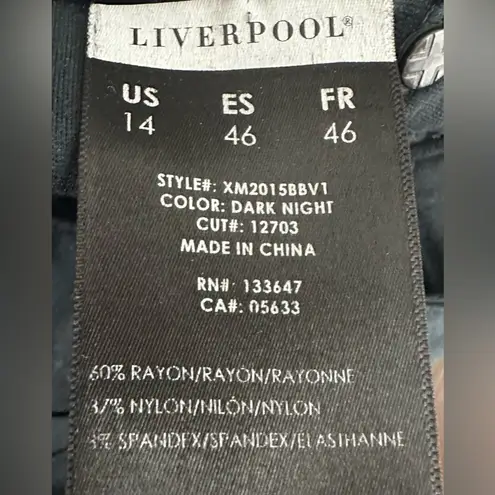 LIVERPOOL®
US ES FR
14 46 46
STYLE#: XM2015BBV1
COLOR: DARK NIGHT
CUT#: 12703
MADE IN CHINA
RN#: 133647
CA#: 05633
60% RAYON/RAYON/RAYONNE
37% NYLON/NILÓN/NYLON
3% SPANDEX/SPANDEX/ELASTHANNE